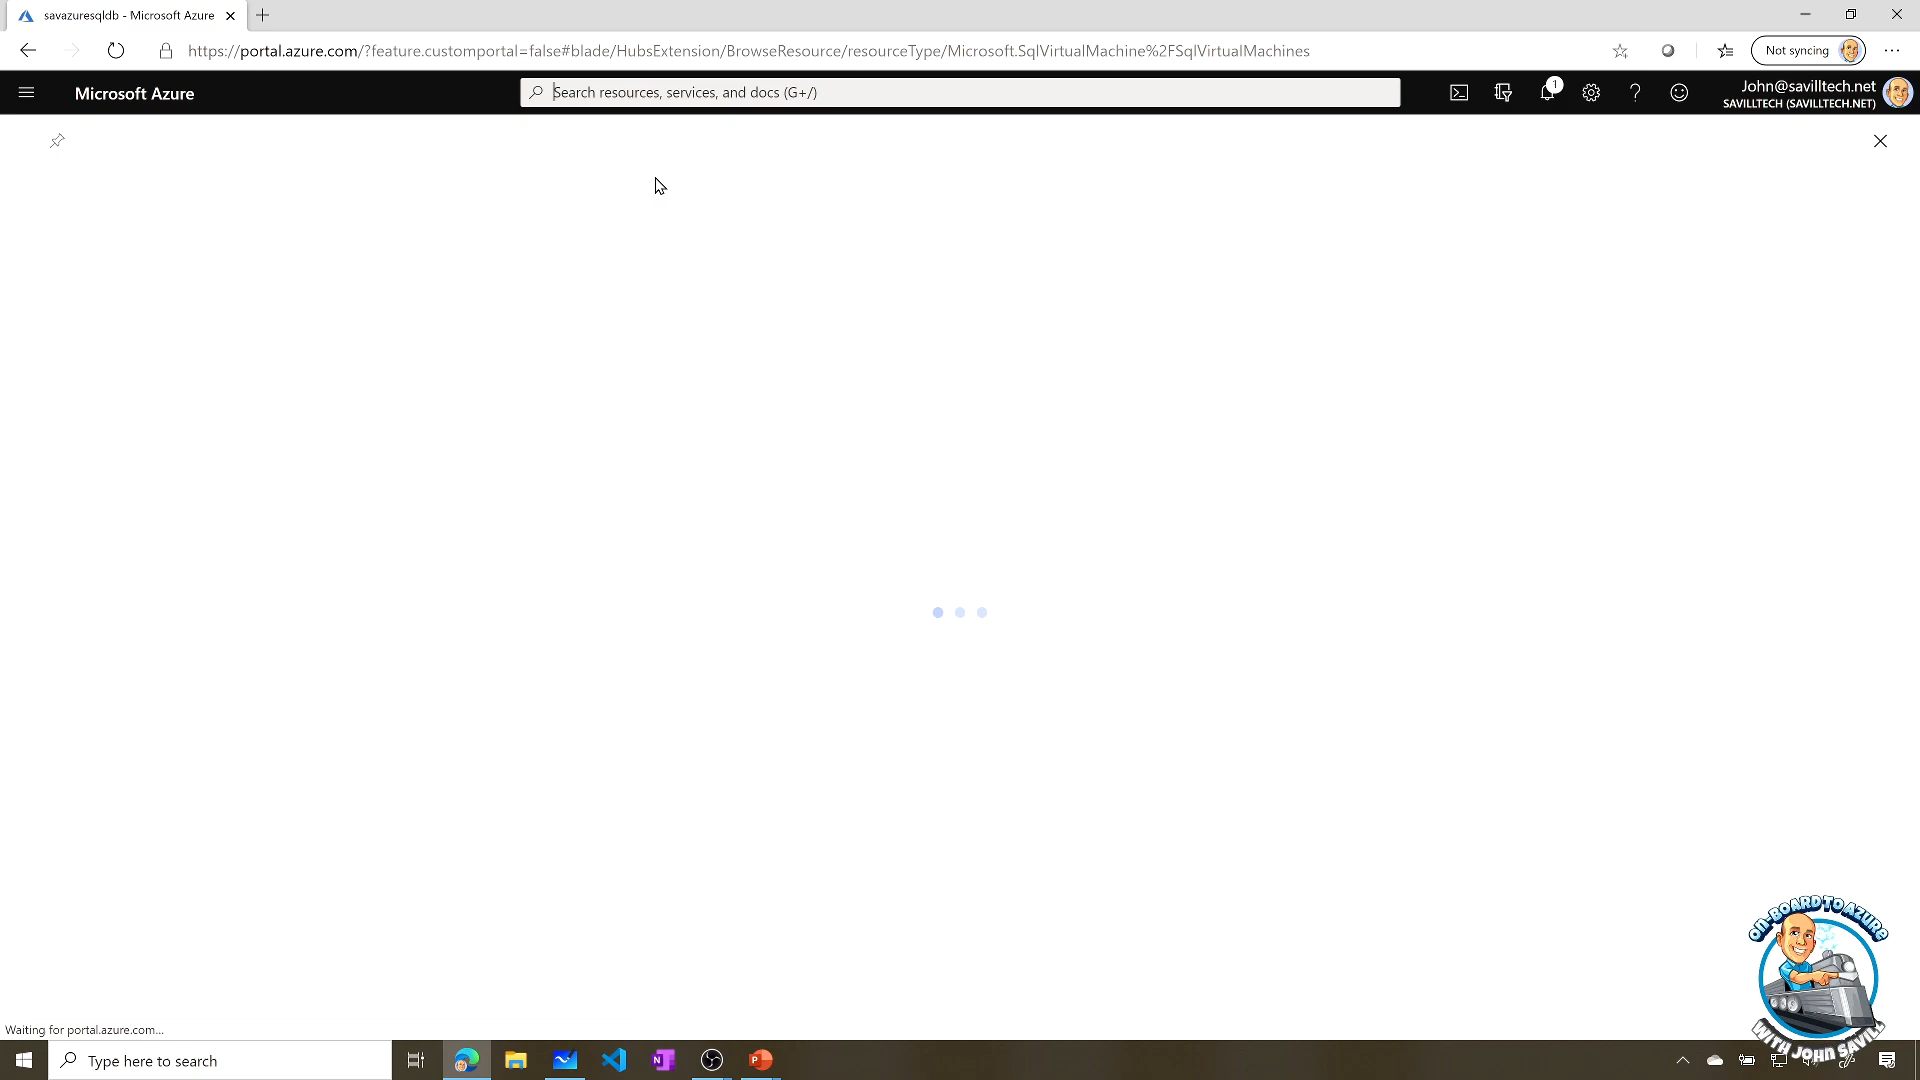 savazuresqldb - Microsoft Azure
https://portal.azure.com/?feature.customportal=false#blade/HubsExtension/BrowseResource/resourceType/Microsoft.SqlVirtualMachine%2FSqlVirtualMachines
Not syncing
Microsoft Azure
Search resources, services, and docs (G+/)
1
John@savilltech.net
SAVILLTECH (SAVILLTECH.NET)
ON-BOARD TO AZURE
WITH JOHN SAVILL
Waiting for portal.azure.com...
Type here to search